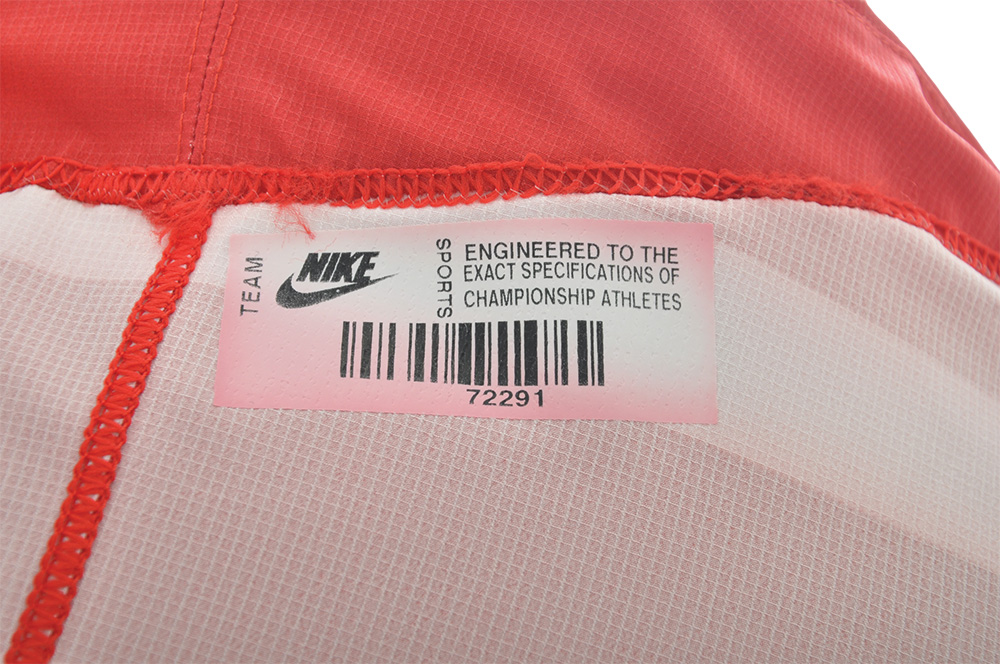 TEAM
NIKE
SPORTS
ENGINEERED TO THE
EXACT SPECIFICATIONS OF
CHAMPIONSHIP ATHLETES
72291